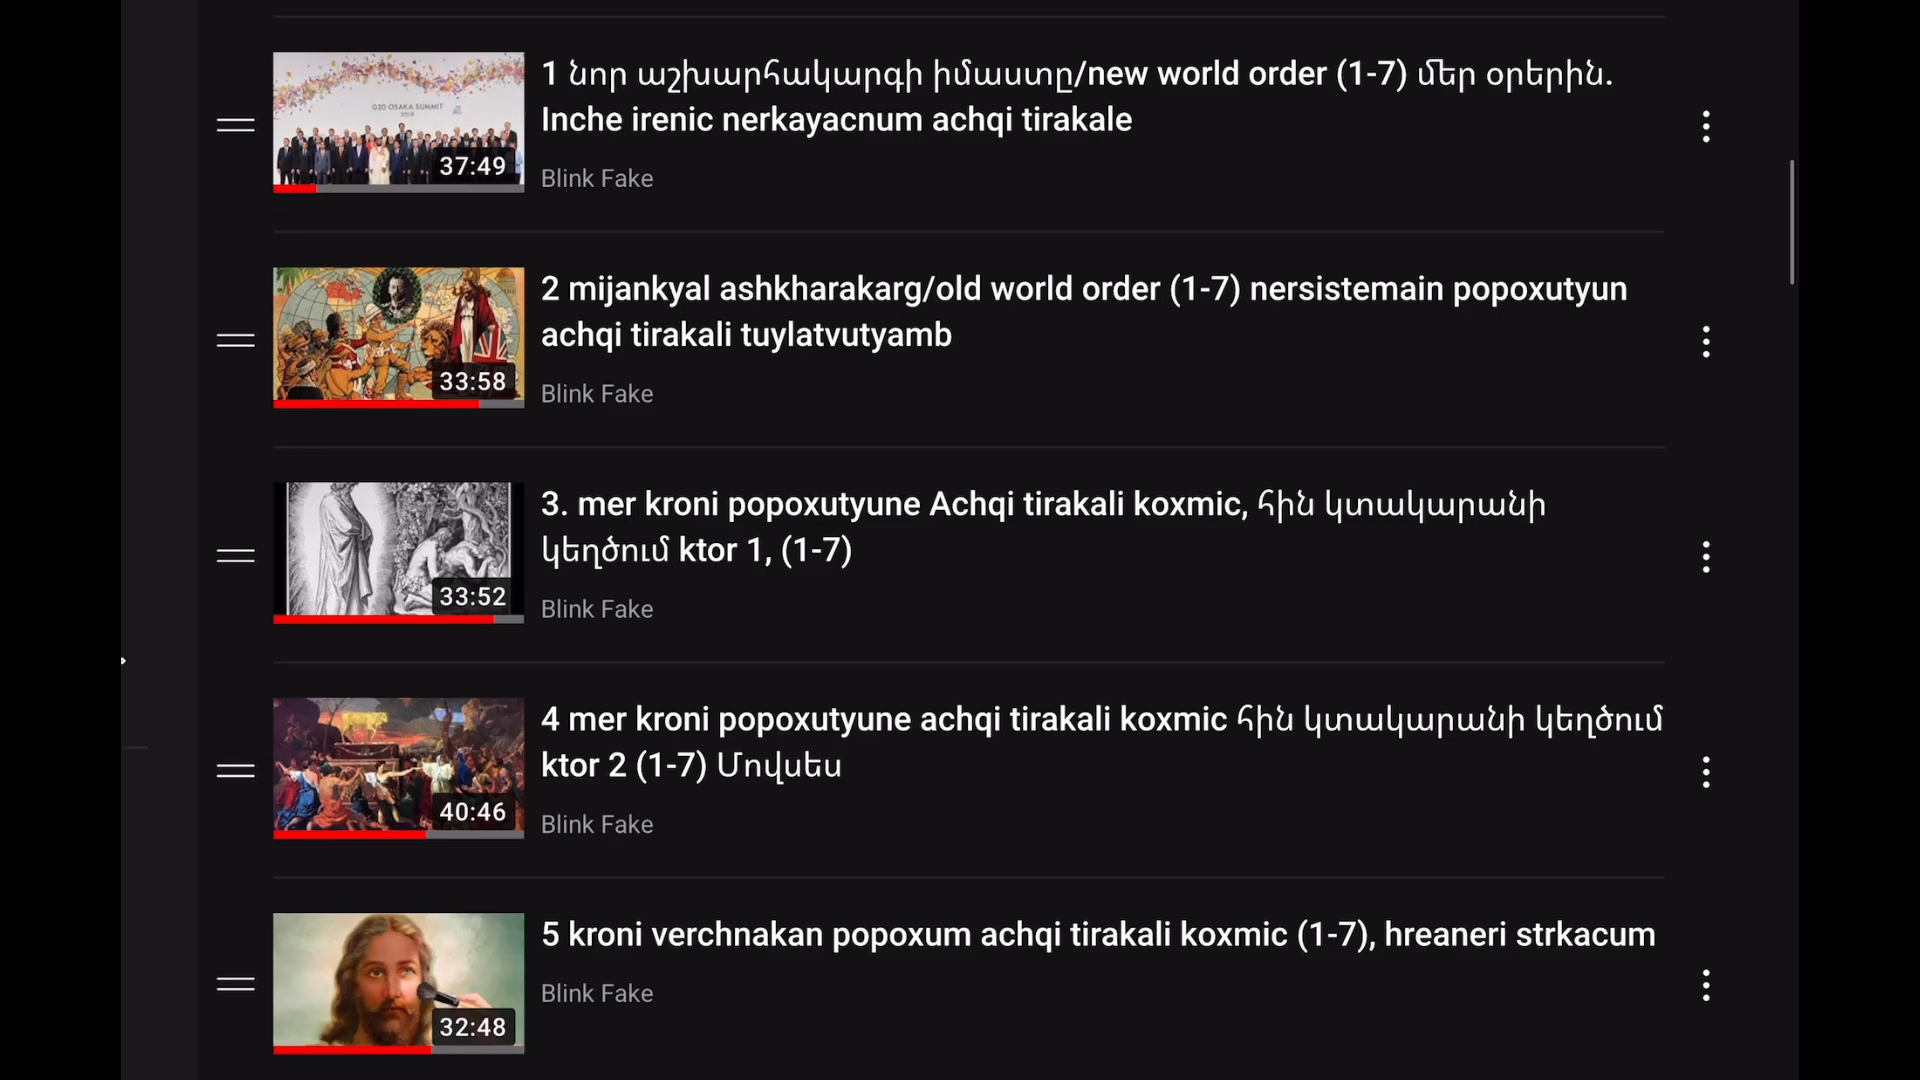 G20 OSAKA SUMMIT
2019
37:49
1 նոր աշխարհակարգի իմաստը/new world order (1-7) մեր օրերին.
Inche irenic nerkayacnum achqi tirakale
Blink Fake
33:58
2 mijankyal ashkharakarg/old world order (1-7) nersistemain popoxutyun
achqi tirakali tuylatvutyamb
Blink Fake
33:52
3. mer kroni popoxutyune Achqi tirakali koxmic, հին կտակարանի
կեղծում ktor 1, (1-7)
Blink Fake
40:46
4 mer kroni popoxutyune achqi tirakali koxmic հին կտակարանի կեղծում
ktor 2 (1-7) Մովսես
Blink Fake
32:48
5 kroni verchnakan popoxum achqi tirakali koxmic (1-7), hreaneri strkacum
Blink Fake